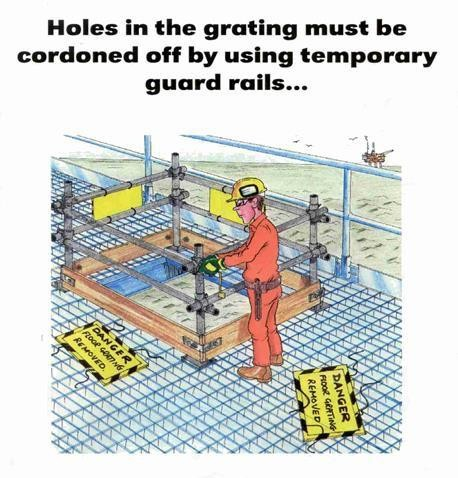 Holes in the grating must be
cordoned off by using temporary
guard rails...
DANGER
FLOOR GRATING
REMOVED.
DANGER
FLOOR GRATING
REMOVED